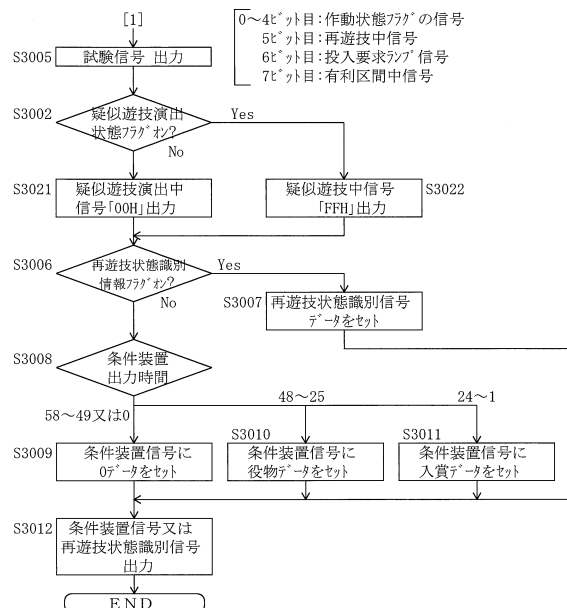 [1]
0～4ビット目:作動状態フラグの信号
5ビット目:再遊技中信号
6ビット目:投入要求ランプ信号
7ビット目:有利区間中信号
S3005
試験信号 出力
S3002
疑似遊技演出
状態フラグオン?
Yes
No
S3021
疑似遊技演出中
信号「00H」出力
疑似遊技中信号
「FFH」出力
S3022
S3006
再遊技状態識別
情報フラグオン?
Yes
No
S3007
再遊技状態識別信号
データをセット
S3008
条件装置
出力時間
58～49又は0
48～25
24～1
S3009
条件装置信号に
0データをセット
S3010
条件装置信号に
役物データをセット
S3011
条件装置信号に
入賞データをセット
S3012
条件装置信号又は
再遊技状態識別信号
出力
END